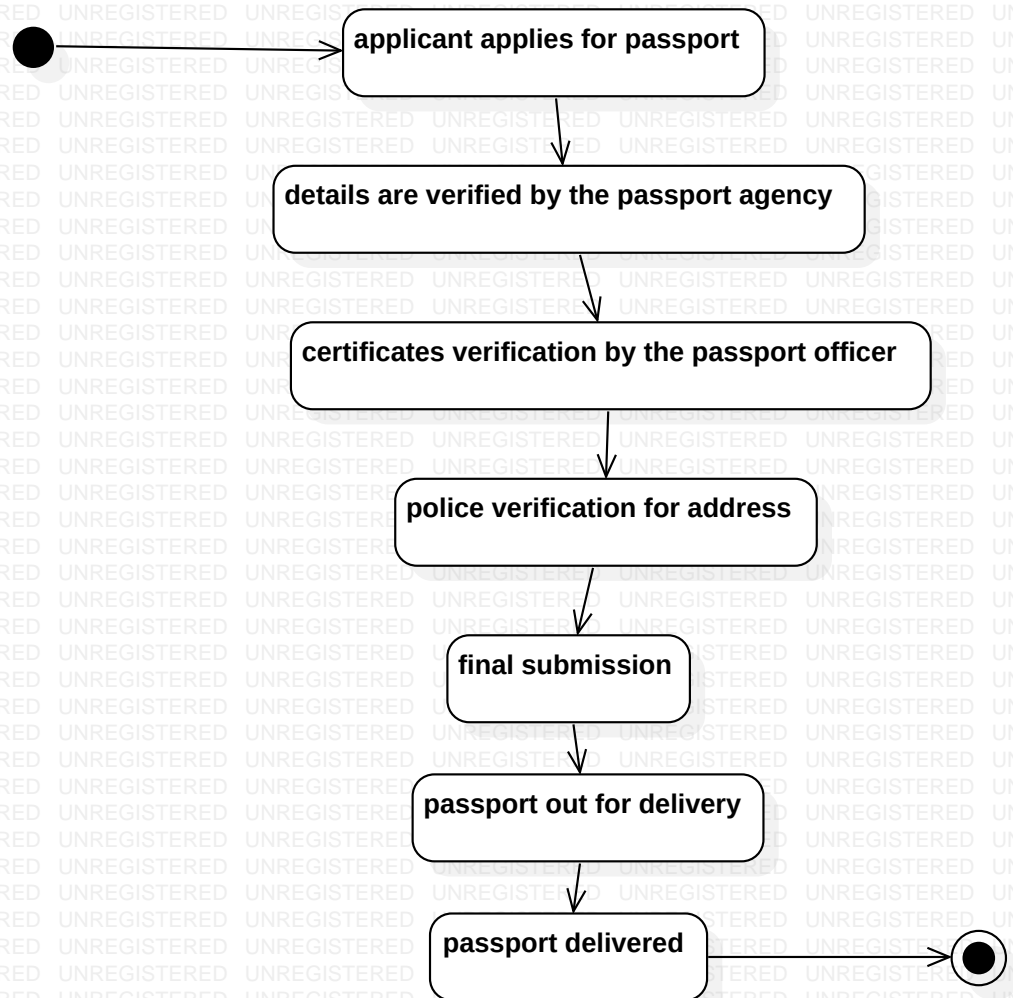 applicant applies for passport
details are verified by the passport agency
certificates verification by the passport officer
police verification for address
final submission
passport out for delivery
passport delivered
UNREGISTERED